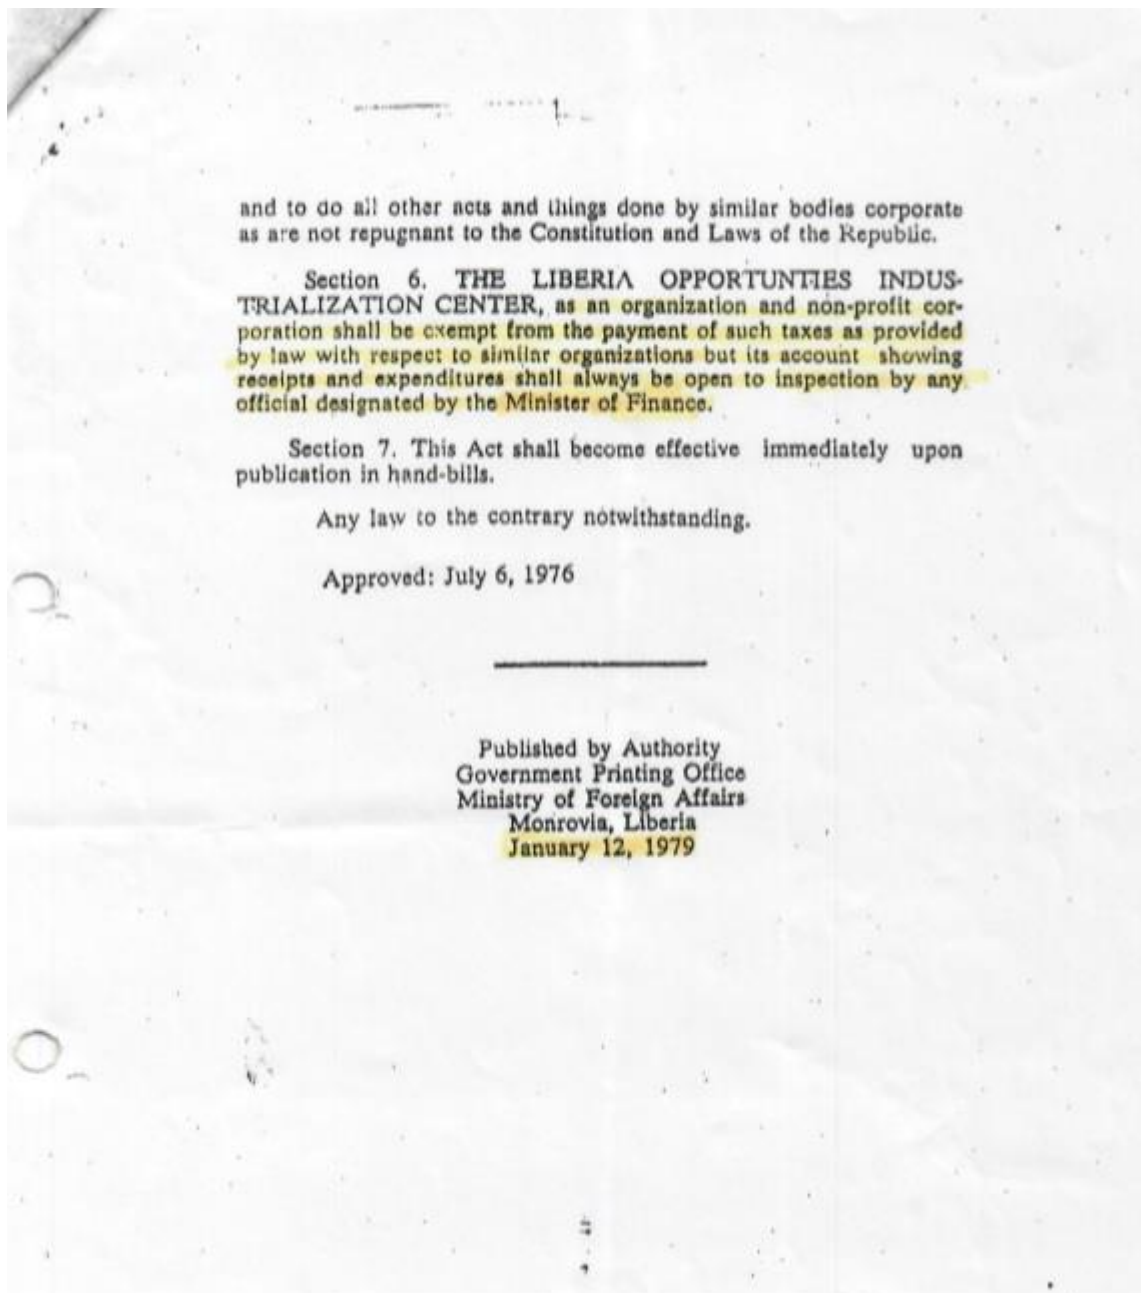 and to do all other acts and things done by similar bodies corporate
as are not repugnant to the Constitution and Laws of the Republic.
Section 6. THE LIBERIA OPPORTUNTIES INDUS-
TRIALIZATION CENTER, as an organization and non-profit cor-
poration shall be exempt from the payment of such taxes as provided
by law with respect to similar organizations but its account showing
receipts and expenditures shall always be open to inspection by any
official designated by the Minister of Finance.
Section 7. This Act shall become effective immediately upon
publication in hand-bills.
Any law to the contrary notwithstanding.
Approved: July 6, 1976
Published by Authority
Government Printing Office
Ministry of Foreign Affairs
Monrovia, Liberia
January 12, 1979